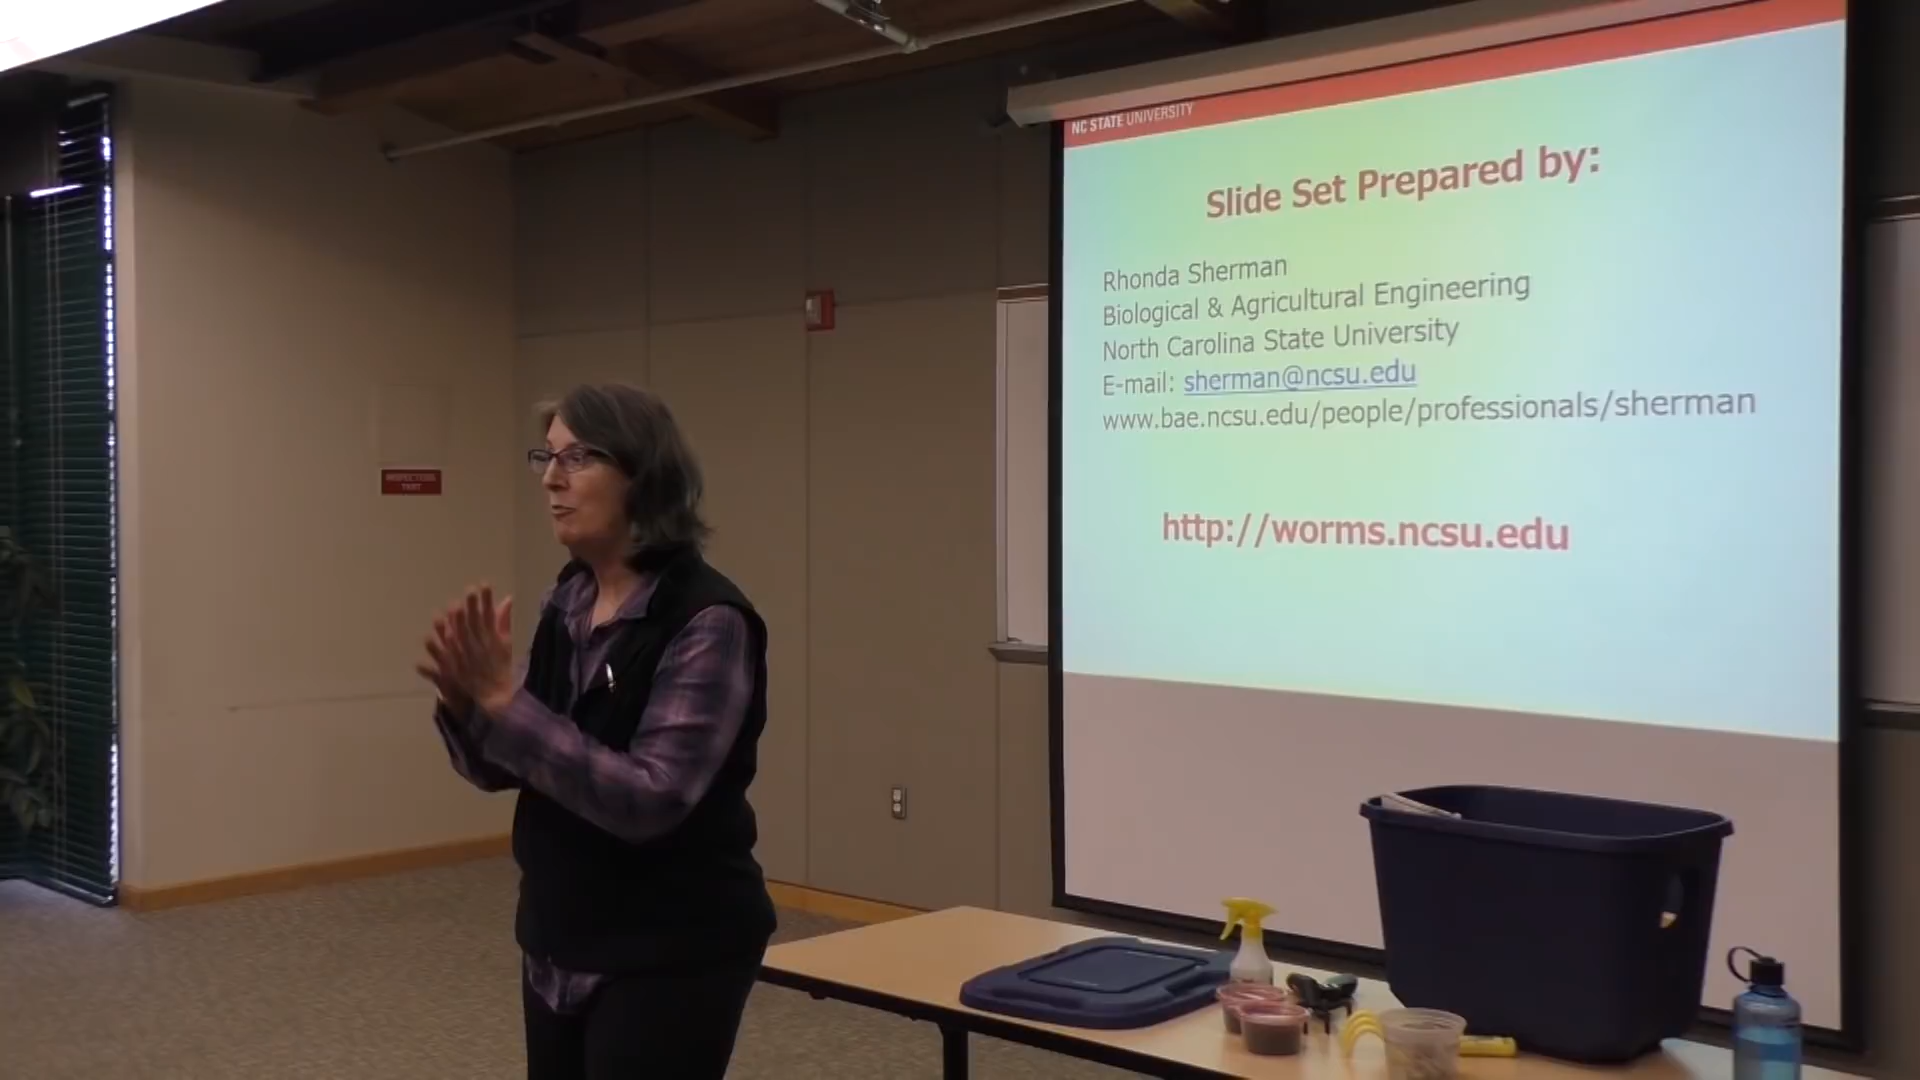 NC STATE UNIVERSITY
Slide Set Prepared by:
Rhonda Sherman
Biological & Agricultural Engineering
North Carolina State University
E-mail: sherman@ncsu.edu
www.bae.ncsu.edu/people/professionals/sherman
http://worms.ncsu.edu